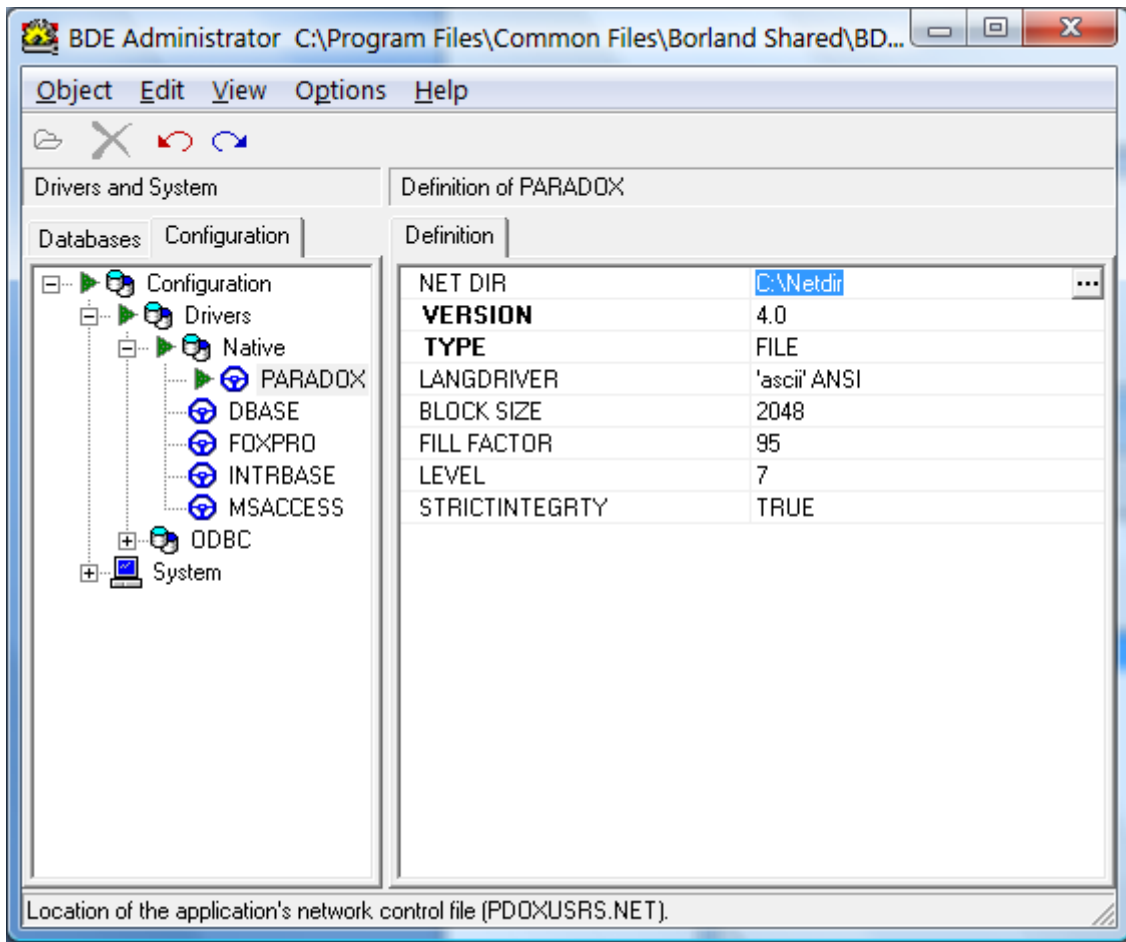 BDE Administrator C:\Program Files\Common Files\Borland Shared\BD...
Object Edit View Options Help
Drivers and System
Definition of PARADOX
Databases Configuration
Definition
Configuration
Drivers
Native
PARADOX
DBASE
FOXPRO
INTRBASE
MSACCESS
ODBC
System
NET DIR C:\Netdir ...
VERSION 4.0
TYPE FILE
LANGDRIVER 'ascii' ANSI
BLOCK SIZE 2048
FILL FACTOR 95
LEVEL 7
STRICTINTEGRTY TRUE
Location of the application's network control file (PDOXUSRS.NET).